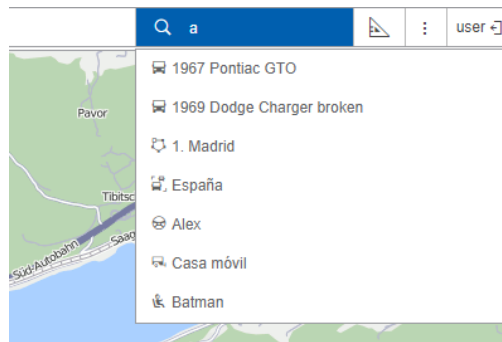 a
user
1967 Pontiac GTO
1969 Dodge Charger broken
1. Madrid
España
Alex
Casa móvil
Batman
Pavor
Tibitsc
Saag
Süd-Autobahn